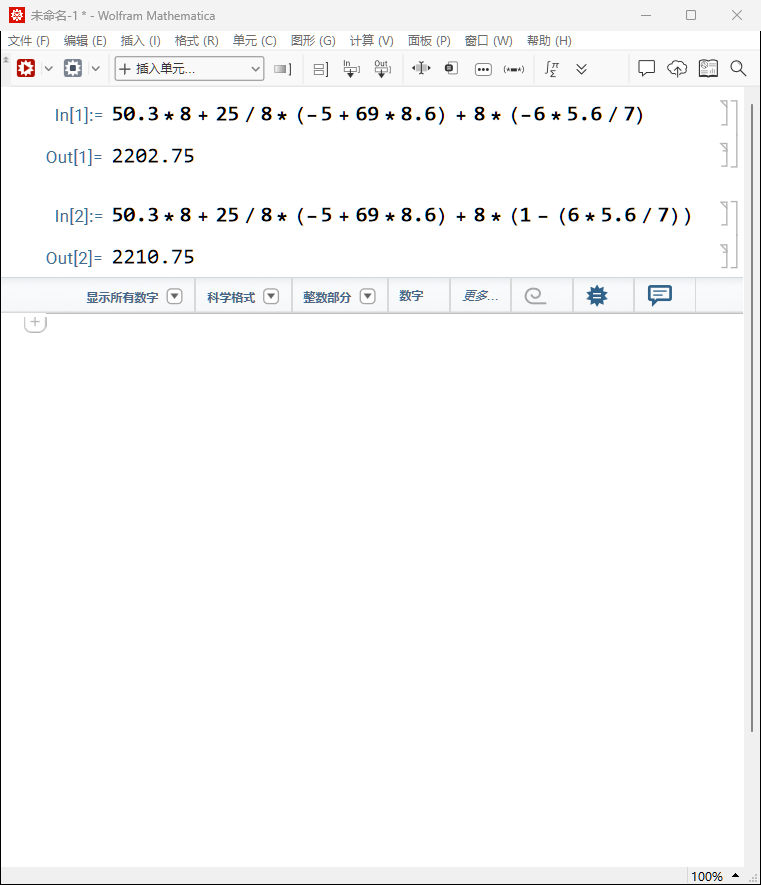 未命名-1 * - Wolfram Mathematica
文件 (F) 编辑 (E) 插入 (I) 格式 (R) 单元 (C) 图形 (G) 计算 (V) 面板 (P) 窗口 (W) 帮助 (H)
插入单元... In Out ∫π Σ
In[1]:= 50.3 * 8 + 25 / 8 * (-5 + 69 * 8.6) + 8 * (-6 * 5.6 / 7)
Out[1]= 2202.75
In[2]:= 50.3 * 8 + 25 / 8 * (-5 + 69 * 8.6) + 8 * (1 - (6 * 5.6 / 7))
Out[2]= 2210.75
显示所有数字 科学格式 整数部分 数字 更多...
100%